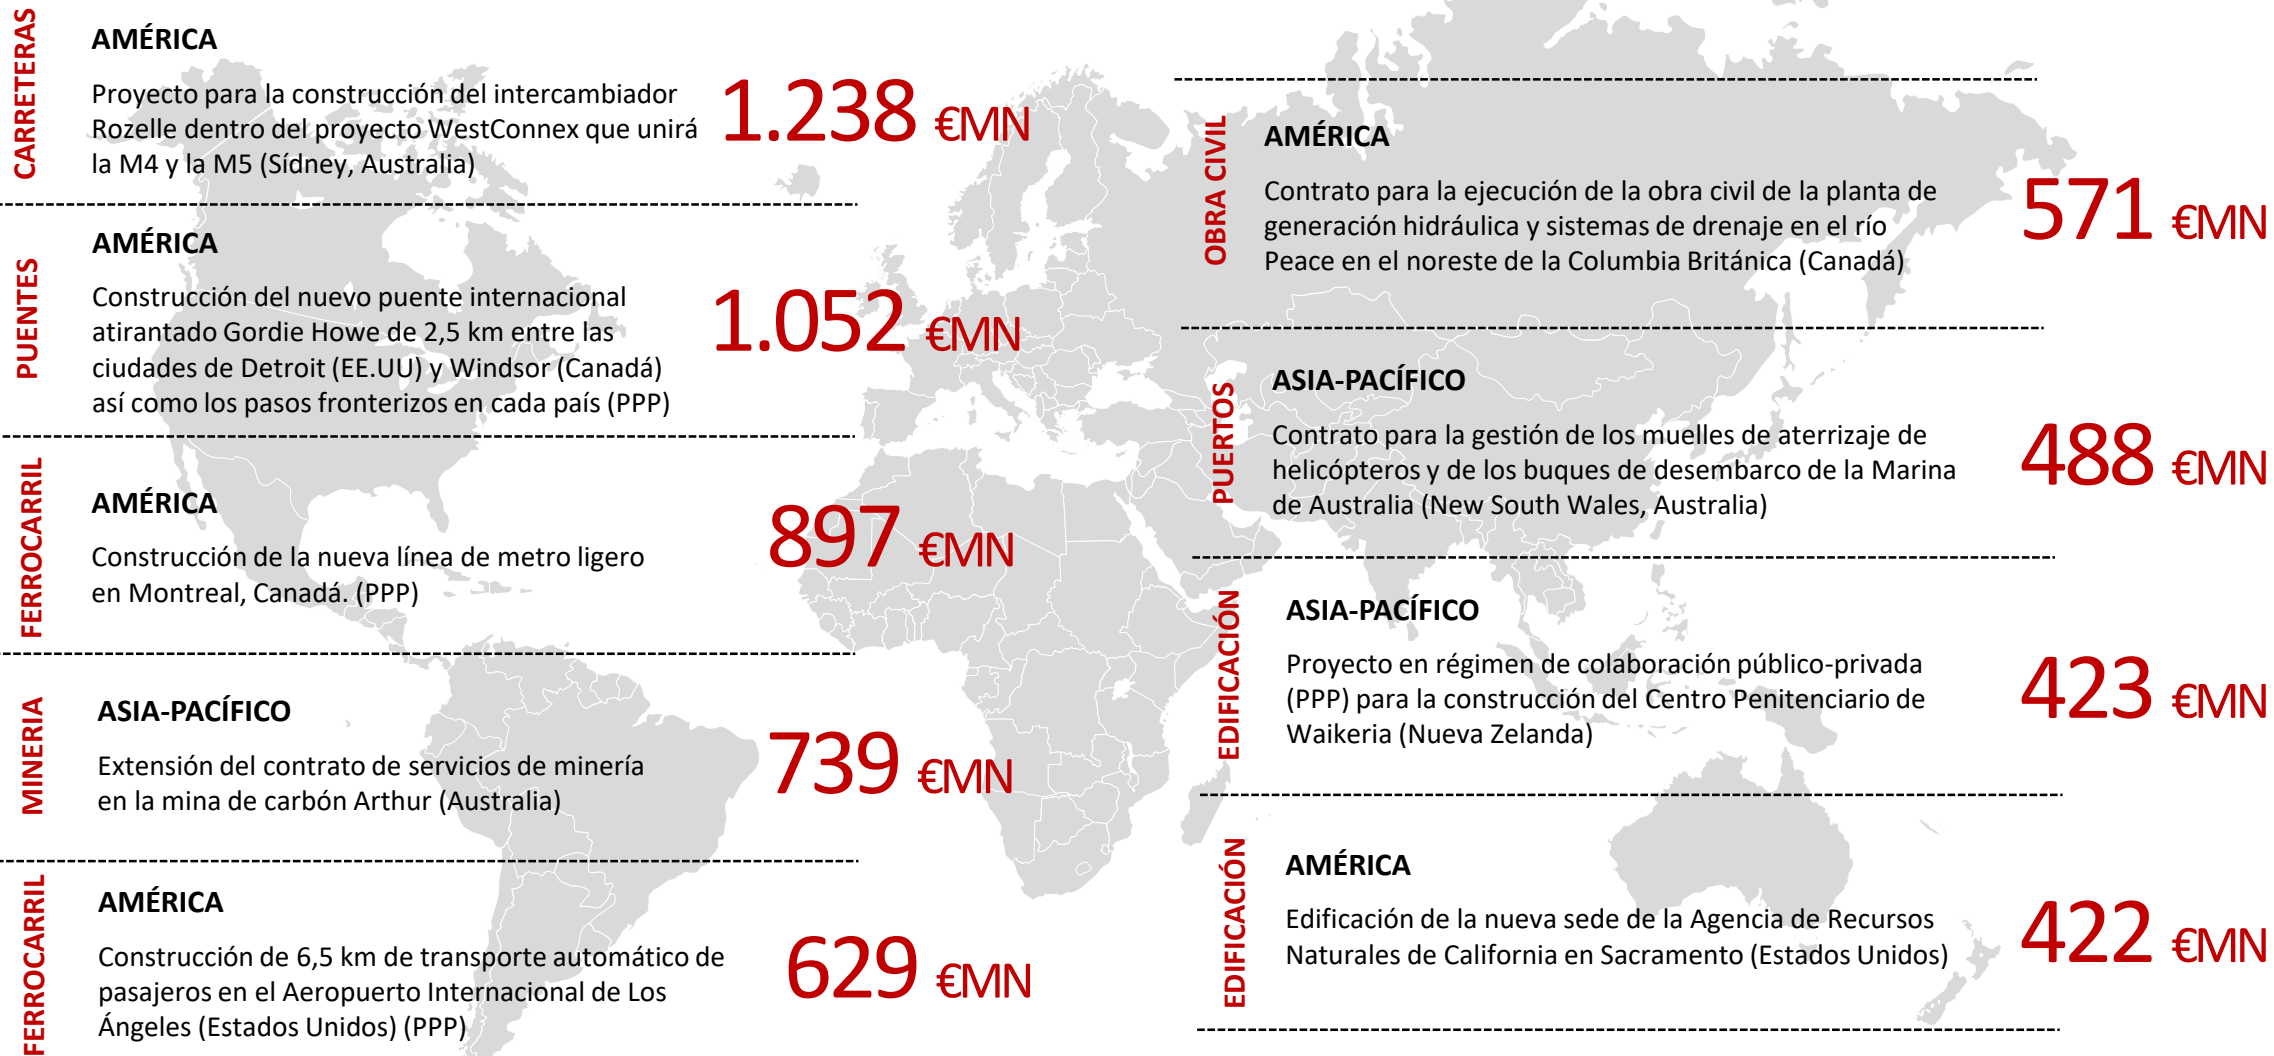 CARRETERAS
AMÉRICA
Proyecto para la construcción del intercambiador
Rozelle dentro del proyecto WestConnex que unirá
la M4 y la M5 (Sídney, Australia)
1.238 €MN
PUENTES
AMÉRICA
Construcción del nuevo puente internacional
atirantado Gordie Howe de 2,5 km entre las
ciudades de Detroit (EE.UU) y Windsor (Canadá)
así como los pasos fronterizos en cada país (PPP)
1.052 €MN
FERROCARRIL
AMÉRICA
Construcción de la nueva línea de metro ligero
en Montreal, Canadá. (PPP)
897 €MN
MINERIA
ASIA-PACÍFICO
Extensión del contrato de servicios de minería
en la mina de carbón Arthur (Australia)
739 €MN
FERROCARRIL
AMÉRICA
Construcción de 6,5 km de transporte automático de
pasajeros en el Aeropuerto Internacional de Los
Ángeles (Estados Unidos) (PPP)
629 €MN
OBRA CIVIL
AMÉRICA
Contrato para la ejecución de la obra civil de la planta de
generación hidráulica y sistemas de drenaje en el río
Peace en el noreste de la Columbia Británica (Canadá)
571 €MN
PUERTOS
ASIA-PACÍFICO
Contrato para la gestión de los muelles de aterrizaje de
helicópteros y de los buques de desembarco de la Marina
de Australia (New South Wales, Australia)
488 €MN
EDIFICACIÓN
ASIA-PACÍFICO
Proyecto en régimen de colaboración público-privada
(PPP) para la construcción del Centro Penitenciario de
Waikeria (Nueva Zelanda)
423 €MN
EDIFICACIÓN
AMÉRICA
Edificación de la nueva sede de la Agencia de Recursos
Naturales de California en Sacramento (Estados Unidos)
422 €MN